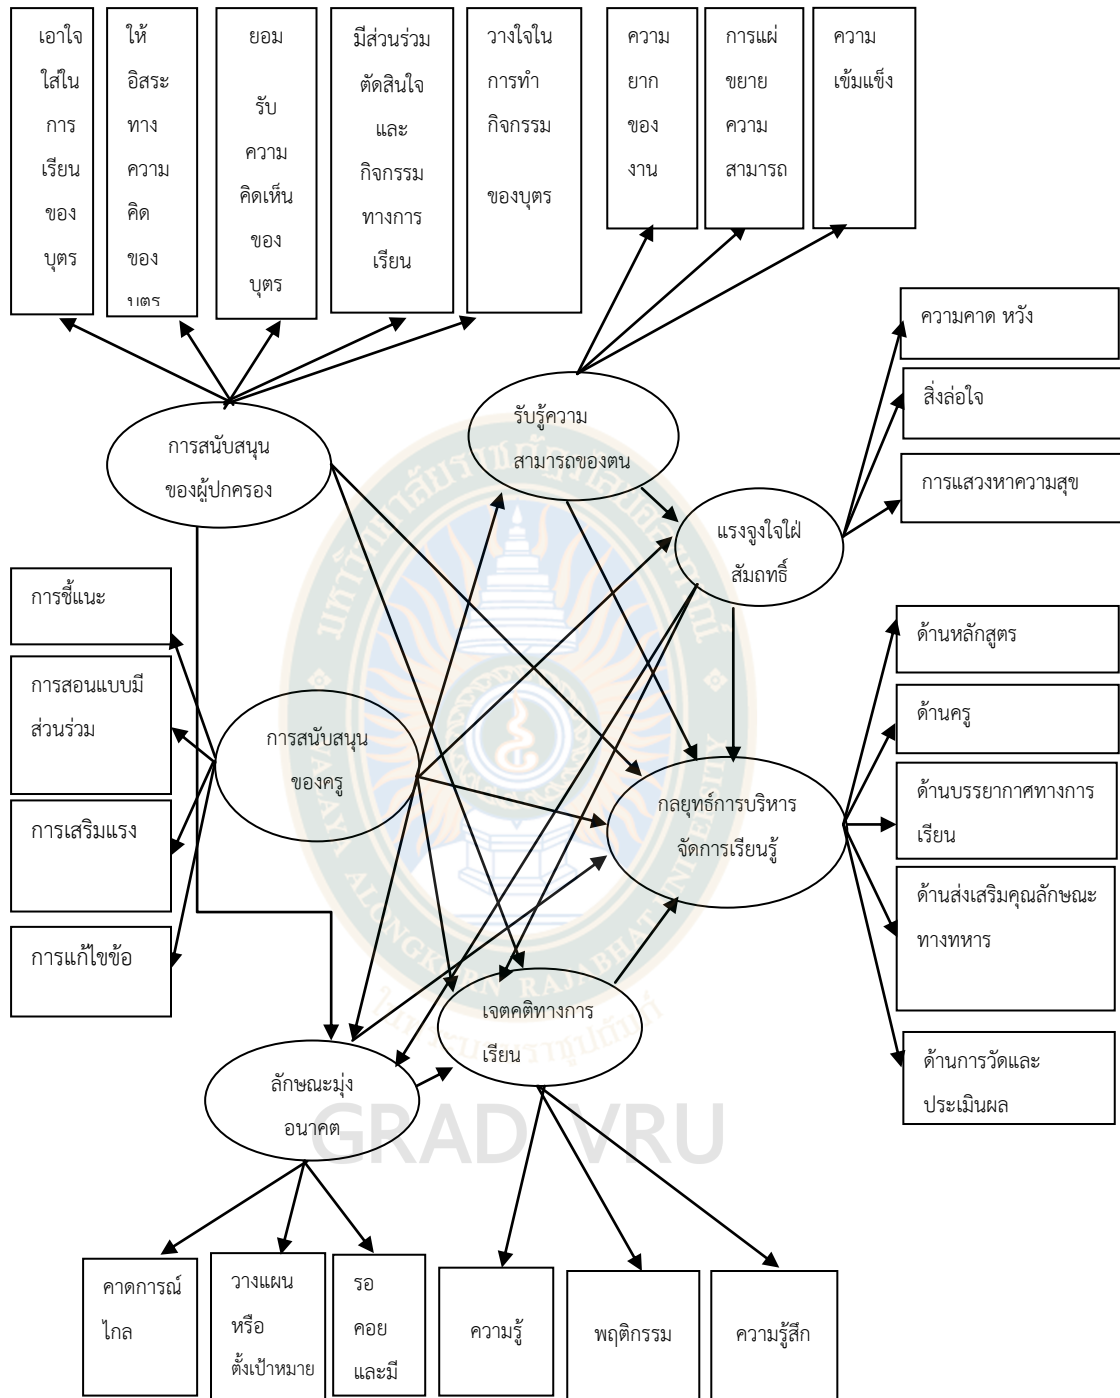 เอาใจ
ใส่ใน
การ
เรียน
ของ
บุตร
ให้
อิสระ
ทาง
ความ
คิด
ของ
บุตร
ยอม
รับ
ความ
คิดเห็น
ของ
บุตร
มีส่วนร่วม
ตัดสินใจ
และ
กิจกรรม
ทางการ
เรียน
วางใจใน
การทำ
กิจกรรม
ของบุตร
ความ
ยาก
ของ
งาน
การแผ่
ขยาย
ความ
สามารถ
ความ
เข้มแข็ง
ความคาด หวัง
สิ่งล่อใจ
การแสวงหาความสุข
รับรู้ความ
สามารถของตน
การสนับสนุน
ของผู้ปกครอง
แรงจูงใจใฝ่
สัมฤทธิ์
การชี้แนะ
การสอนแบบมี
ส่วนร่วม
การเสริมแรง
การแก้ไขข้อ
การสนับสนุน
ของครู
กลยุทธ์การบริหาร
จัดการเรียนรู้
ด้านหลักสูตร
ด้านครู
ด้านบรรยากาศทางการ
เรียน
ด้านส่งเสริมคุณลักษณะ
ทางทหาร
ด้านการวัดและ
ประเมินผล
เจตคติทางการ
เรียน
ลักษณะมุ่ง
อนาคต
GRAD VRU
คาดการณ์
ไกล
วางแผน
หรือ
ตั้งเป้าหมาย
รอ
คอย
และมี
ความรู้
พฤติกรรม
ความรู้สึก